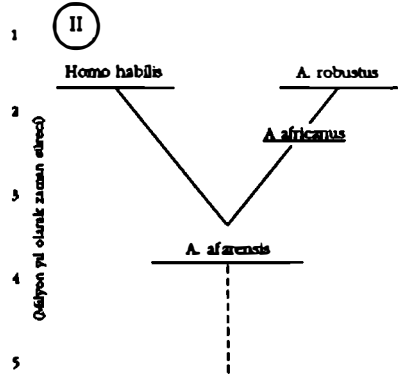 II
1
Homo habilis
A. robustus
2
A africanus
3
A. afarensis
4
5
(Milyon yıl olarak zaman süreci)